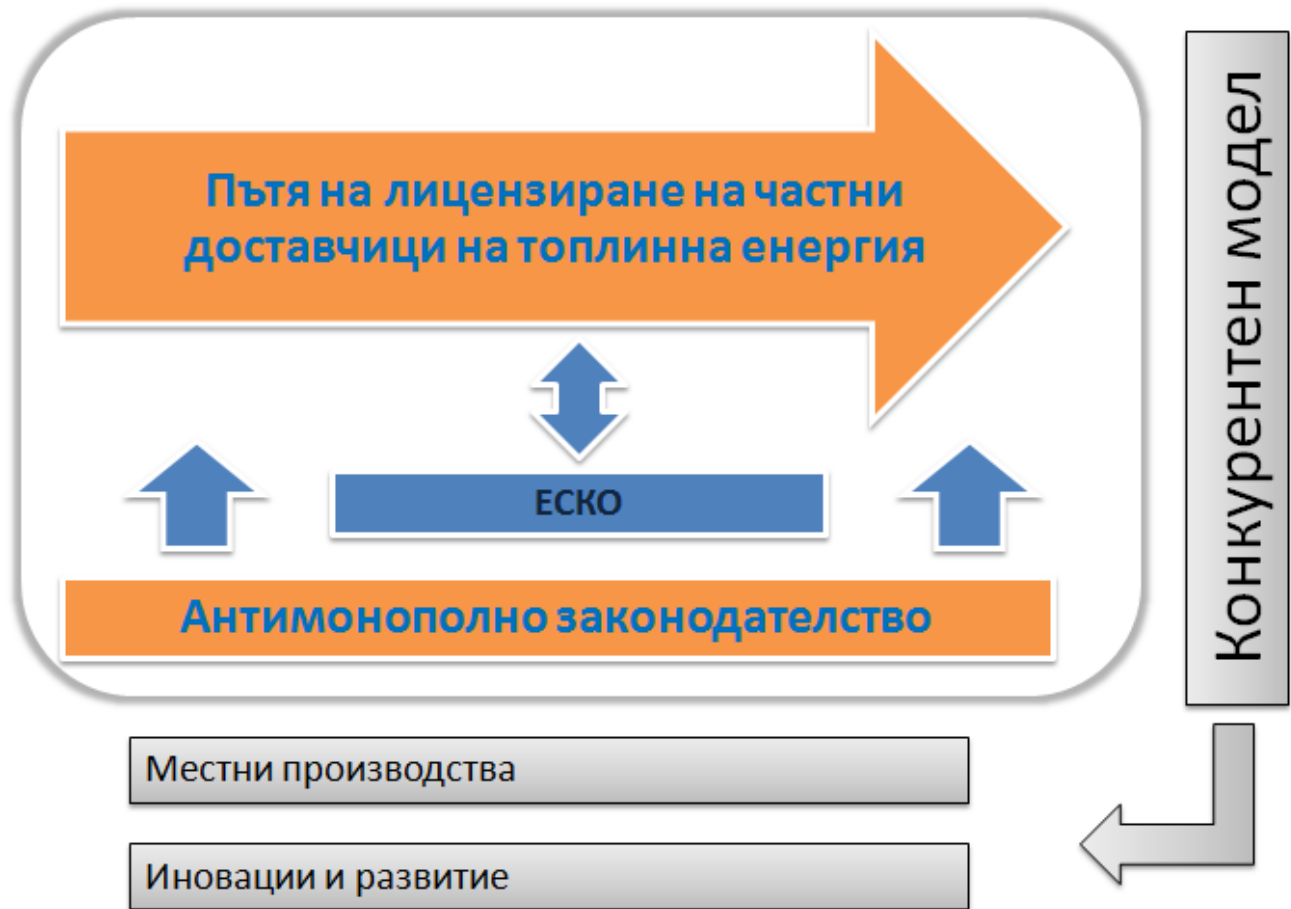 Пътя на лицензиране на частни
доставчици на топлинна енергия
ЕСКО
Антимонополно законодателство
Конкурентен модел
Местни производства
Иновации и развитие